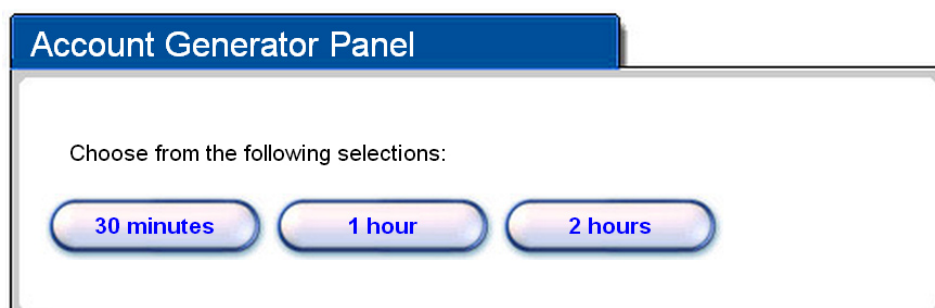 Account Generator Panel
Choose from the following selections:
30 minutes 1 hour 2 hours